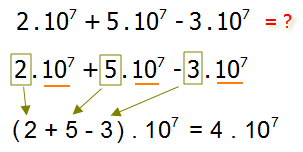 2.10⁷ + 5.10⁷ - 3.10⁷ = ?
2.10⁷ + 5.10⁷ - 3.10⁷
(2 + 5 - 3) . 10⁷ = 4 . 10⁷